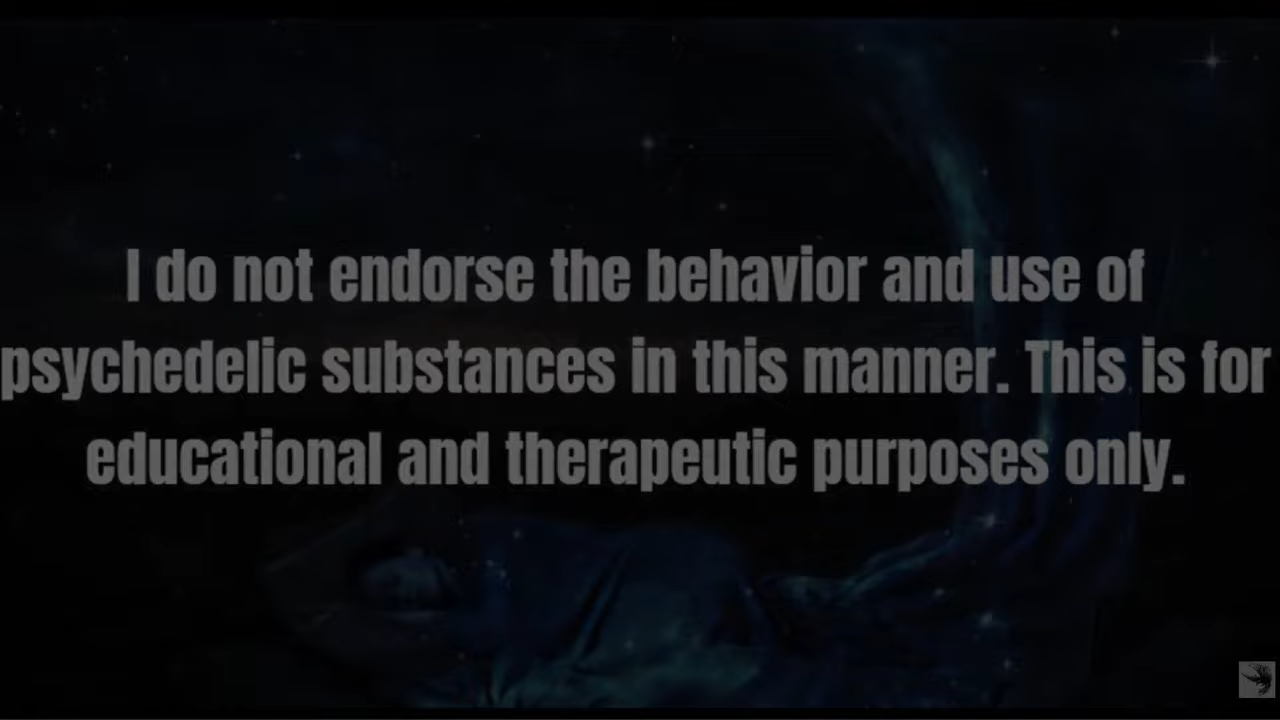 I do not endorse the behavior and use of
psychedelic substances in this manner. This is for
educational and therapeutic purposes only.